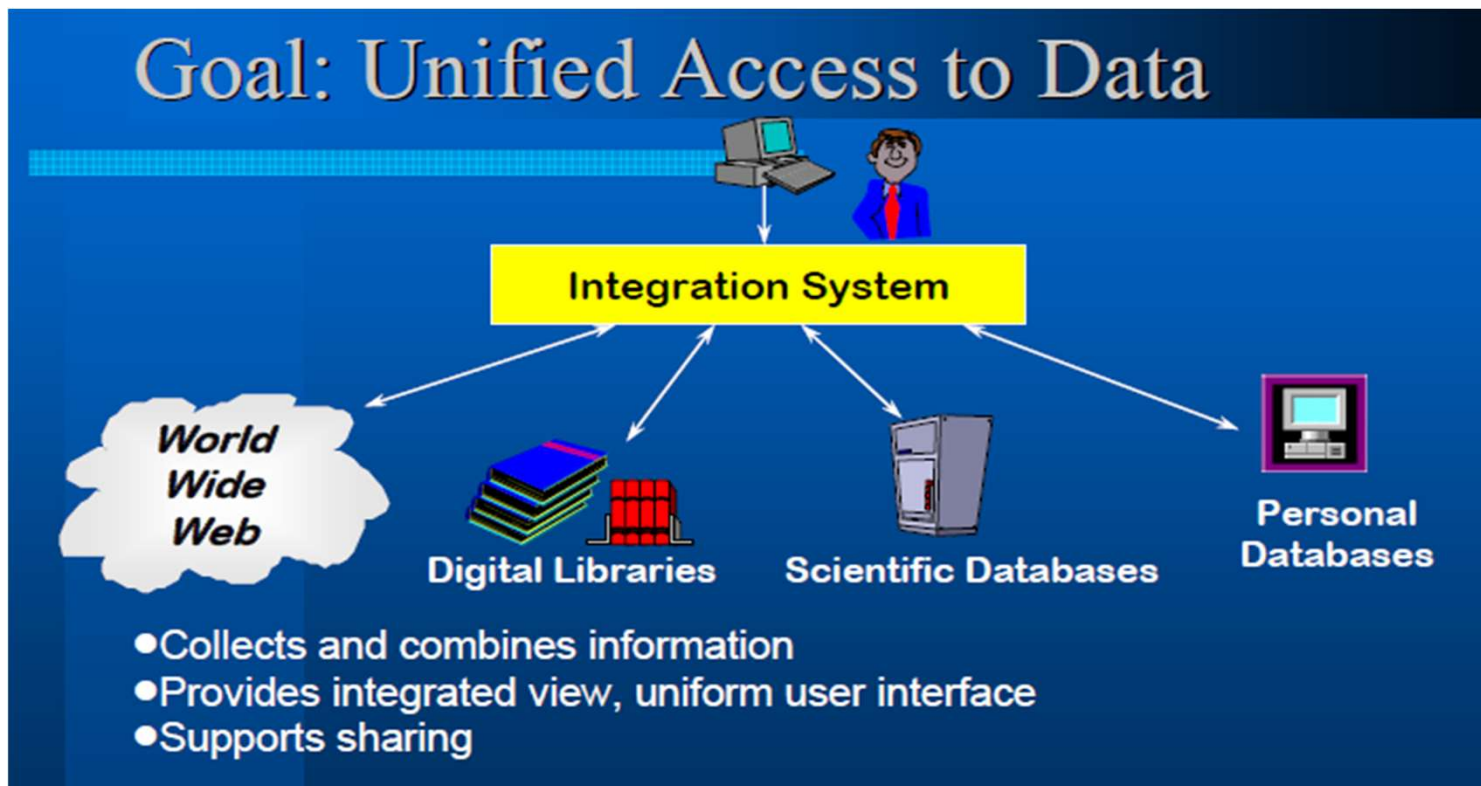 Goal: Unified Access to Data
Integration System
World
Wide
Web
Digital Libraries
Scientific Databases
Personal
Databases
●Collects and combines information
●Provides integrated view, uniform user interface
●Supports sharing